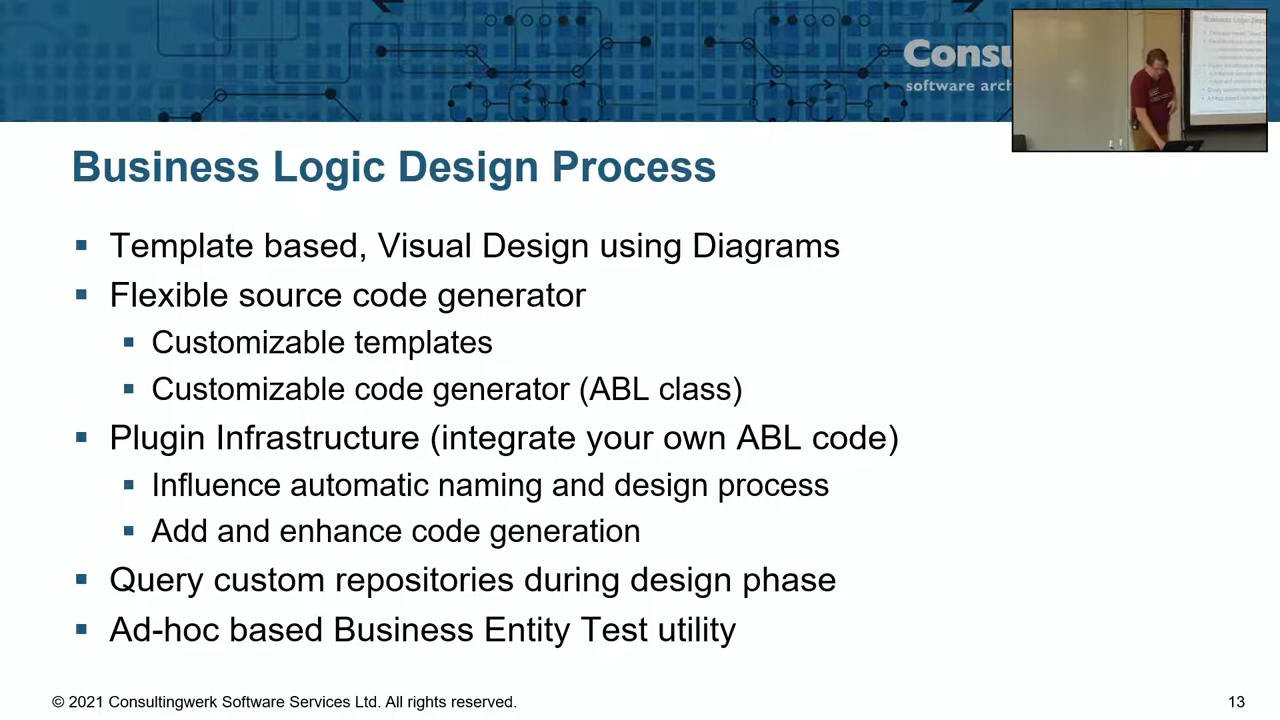 Consu
software arch
Business Logic Design Process
Template based, Visual Design using Diagrams
Flexible source code generator
Customizable templates
Customizable code generator (ABL class)
Plugin Infrastructure (integrate your own ABL code)
Influence automatic naming and design process
Add and enhance code generation
Query custom repositories during design phase
Ad-hoc based Business Entity Test utility
© 2021 Consultingwerk Software Services Ltd. All rights reserved.
13